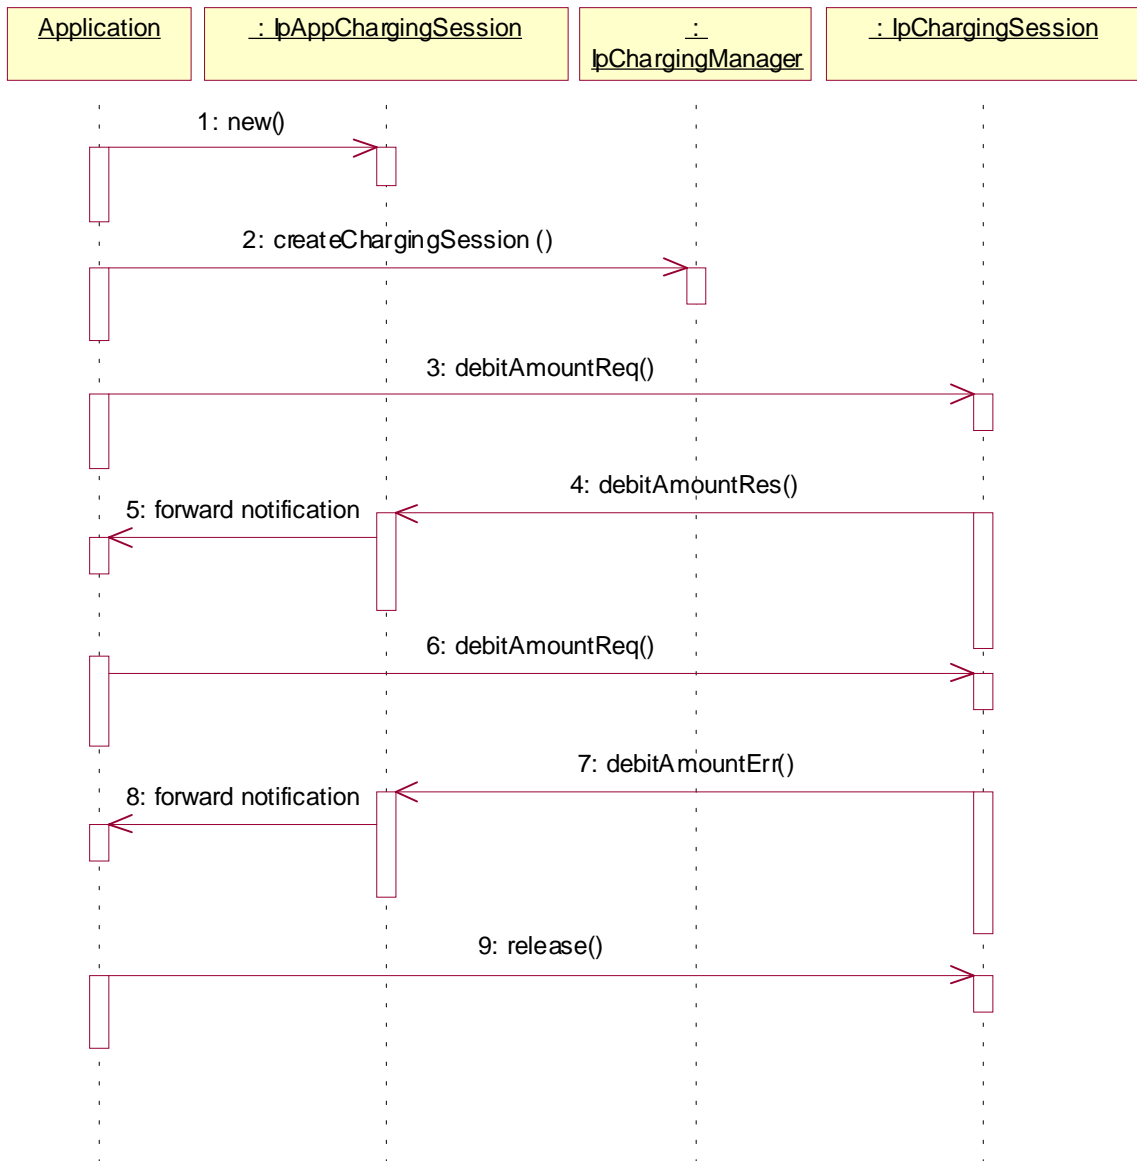 Application
: IpAppChargingSession
:
IpChargingManager
: IpChargingSession
1: new()
2: createChargingSession ()
3: debitAmountReq()
4: debitAmountRes()
5: forward notification
6: debitAmountReq()
7: debitAmountErr()
8: forward notification
9: release()